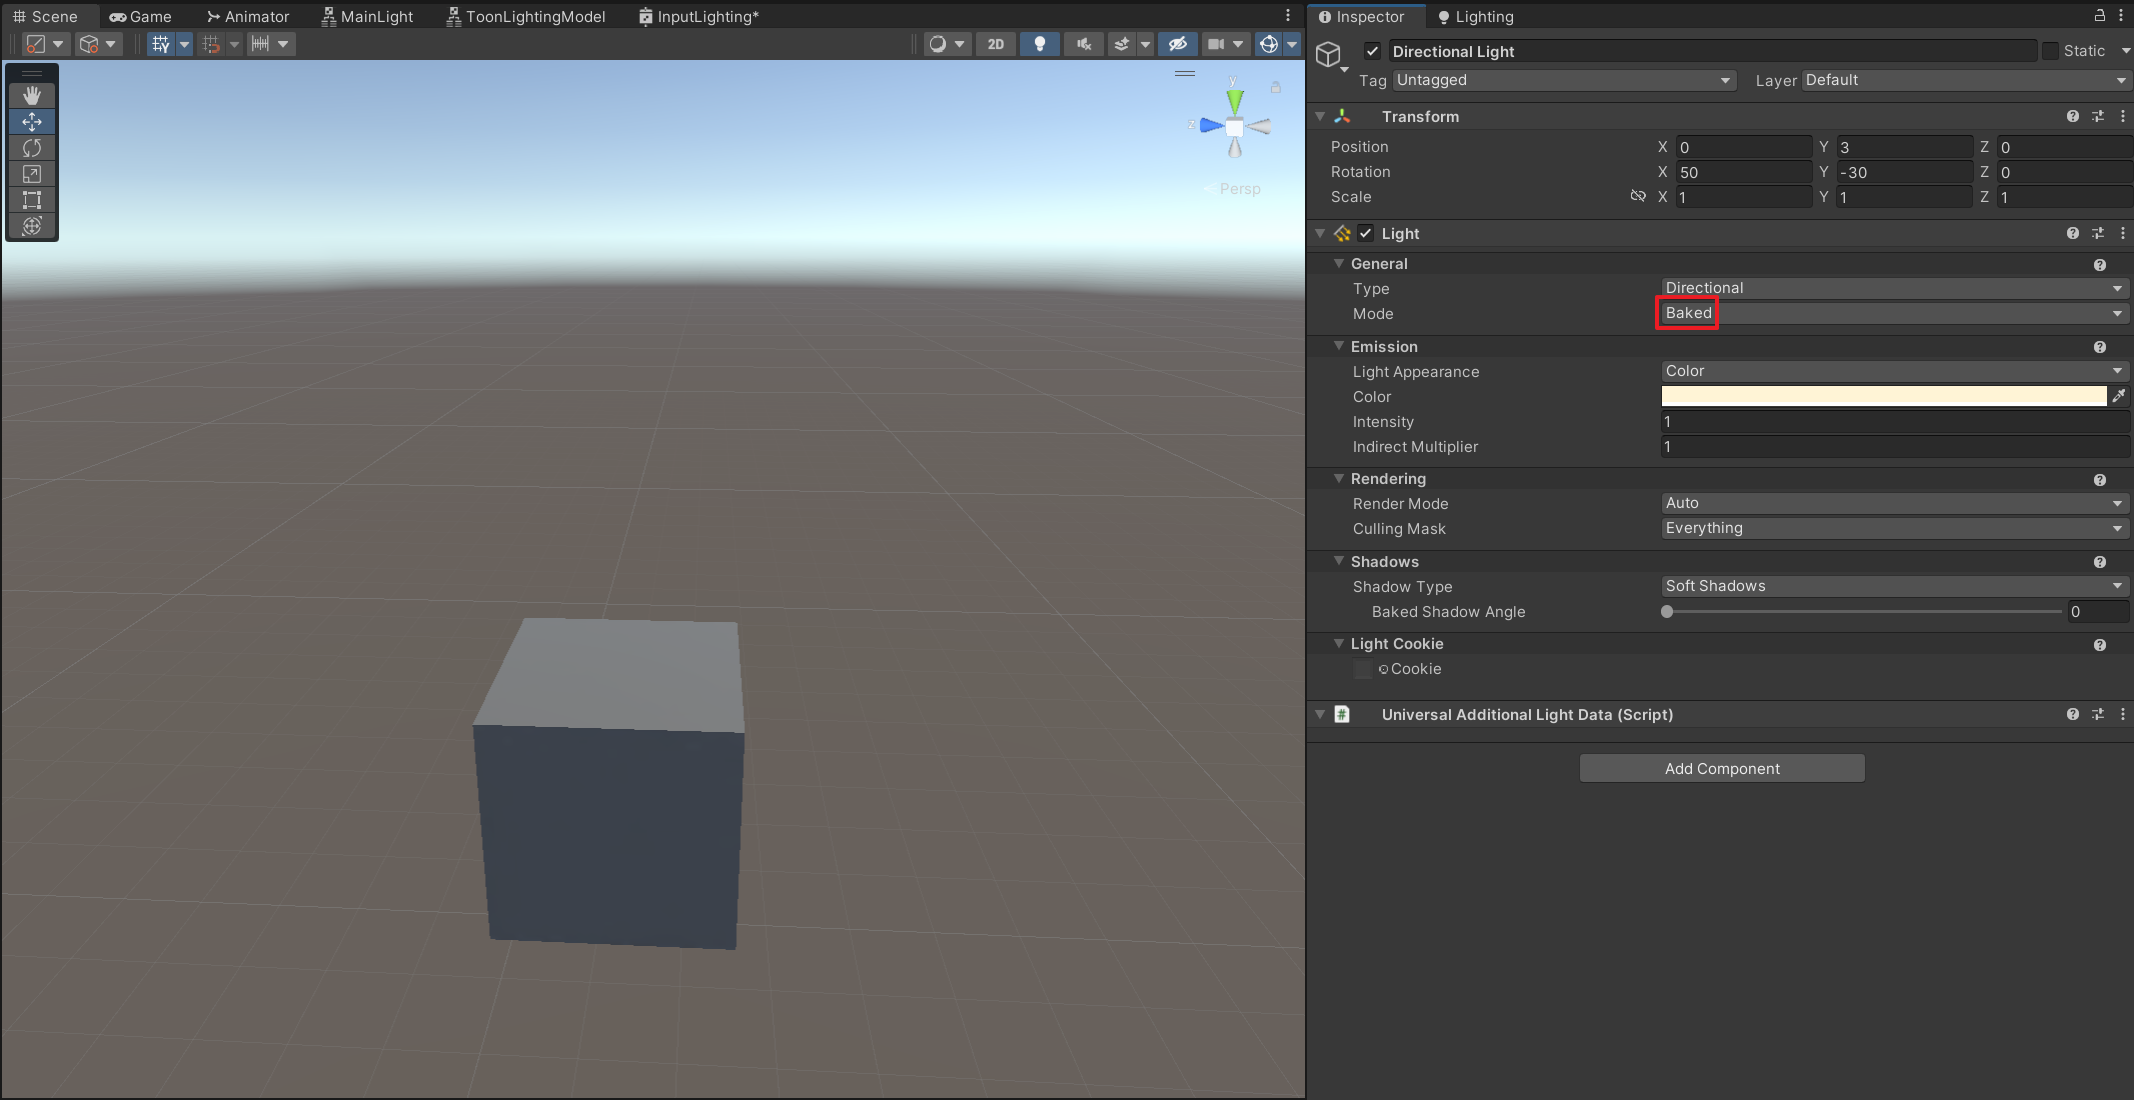 Scene Game Animator MainLight ToonLightingModel InputLighting*
2D
y
z
Persp
Inspector Lighting
Directional Light Static
Tag Untagged Layer Default
Transform
Position X 0 Y 3 Z 0
Rotation X 50 Y -30 Z 0
Scale X 1 Y 1 Z 1
Light
General
Type Directional
Mode Baked
Emission
Light Appearance Color
Color
Intensity 1
Indirect Multiplier 1
Rendering
Render Mode Auto
Culling Mask Everything
Shadows
Shadow Type Soft Shadows
Baked Shadow Angle 0
Light Cookie
Cookie
# Universal Additional Light Data (Script)
Add Component